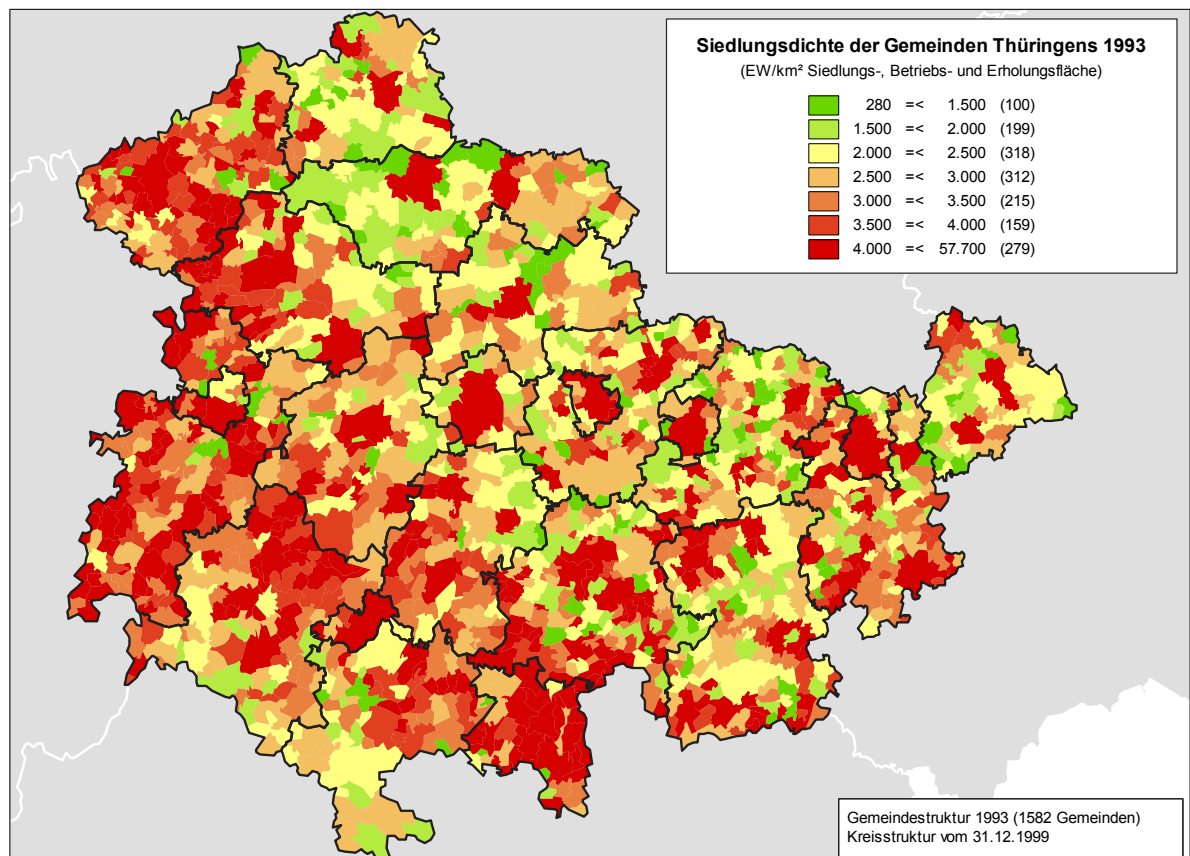 Siedlungsdichte der Gemeinden Thüringens 1993
(EW/km² Siedlungs-, Betriebs- und Erholungsfläche)
280 =< 1.500 (100)
1.500 =< 2.000 (199)
2.000 =< 2.500 (318)
2.500 =< 3.000 (312)
3.000 =< 3.500 (215)
3.500 =< 4.000 (159)
4.000 =< 57.700 (279)
Gemeindestruktur 1993 (1582 Gemeinden)
Kreisstruktur vom 31.12.1999